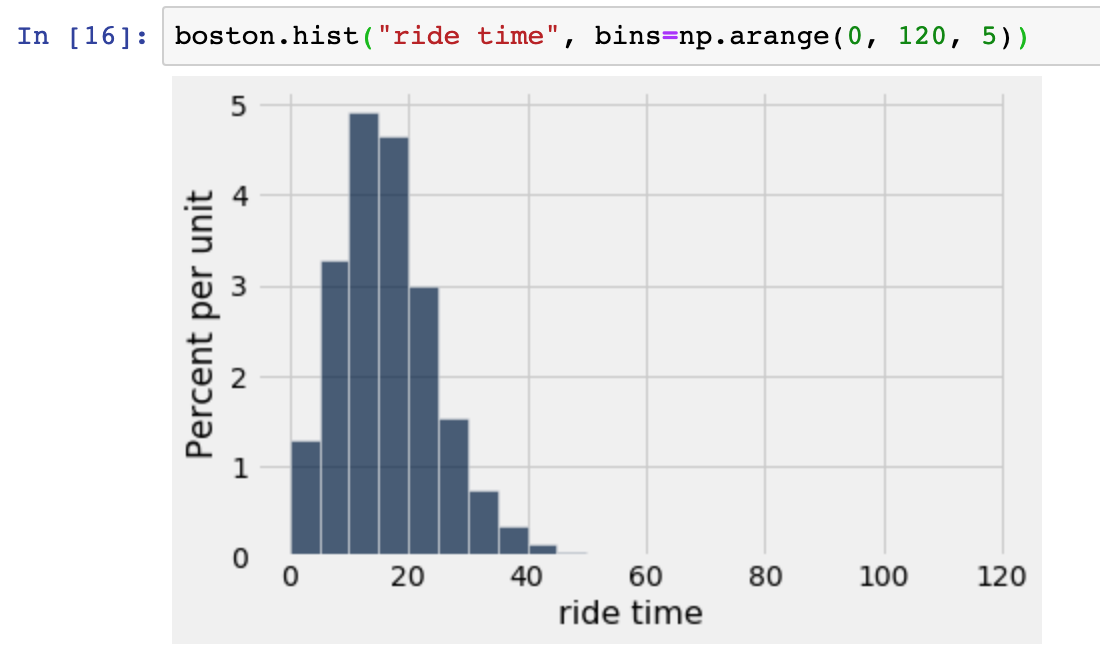 In [16]: boston.hist("ride time", bins=np.arange(0, 120, 5))
5
4
3
2
1
0
Percent per unit
0 20 40 60 80 100 120
ride time